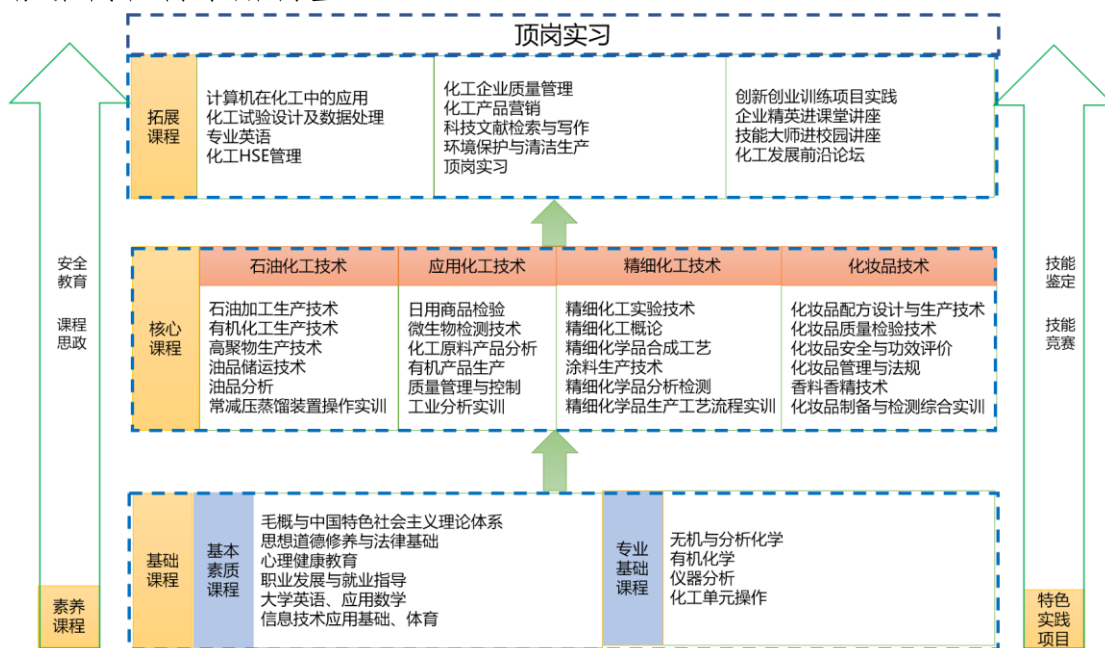 顶岗实习
拓展
课程
计算机在化工中的应用
化工试验设计及数据处理
专业英语
化工HSE管理
化工企业质量管理
化工产品营销
科技文献检索与写作
环境保护与清洁生产
顶岗实习
创新创业训练项目实践
企业精英进课堂讲座
技能大师进校园讲座
化工发展前沿论坛
安全
教育
课程
思政
素养
课程
核心
课程
石油化工技术
石油加工生产技术
有机化工生产技术
高聚物生产技术
油品储运技术
油品分析
常减压蒸馏装置操作实训
应用化工技术
日用商品检验
微生物检测技术
化工原料产品分析
有机产品生产
质量管理与控制
工业分析实训
精细化工技术
精细化工实验技术
精细化工概论
精细化学品合成工艺
涂料生产技术
精细化学品分析检测
精细化学品生产工艺流程实训
化妆品技术
化妆品配方设计与生产技术
化妆品质量检验技术
化妆品安全与功效评价
化妆品管理与法规
香料香精技术
化妆品制备与检测综合实训
技能
鉴定
技能
竞赛
特色
实践
项目
基础
课程
基本
素质
课程
毛概与中国特色社会主义理论体系
思想道德修养与法律基础
心理健康教育
职业发展与就业指导
大学英语、应用数学
信息技术应用基础、体育
专业
基础
课程
无机与分析化学
有机化学
仪器分析
化工单元操作